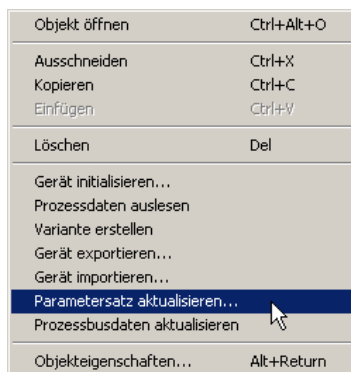 Objekt öffnen Ctrl+Alt+O
Ausschneiden Ctrl+X
Kopieren Ctrl+C
Einfügen Ctrl+V
Löschen Del
Gerät initialisieren...
Prozessdaten auslesen
Variante erstellen
Gerät exportieren...
Gerät importieren...
Parametersatz aktualisieren...
Prozessbusdaten aktualisieren
Objekteigenschaften... Alt+Return